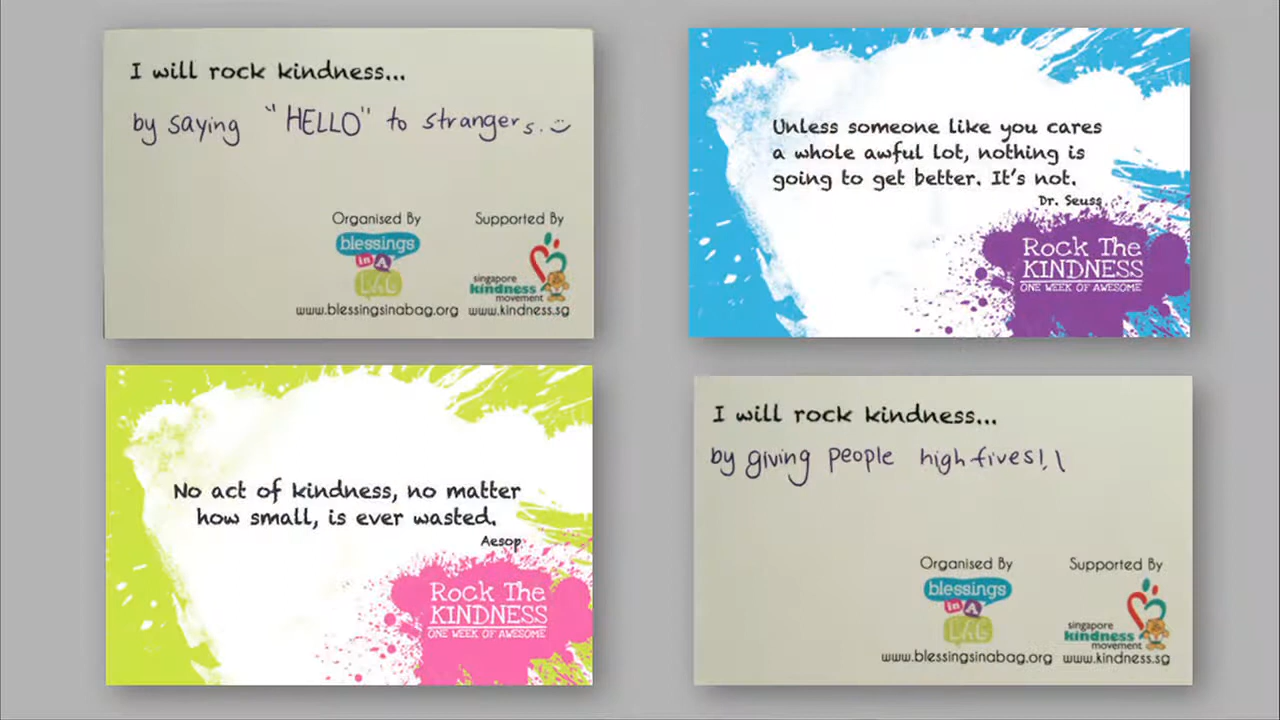 I will rock kindness...
by saying "HELLO" to strangers. :)
Organised By
Supported By
blessings
in A
BAG
singapore
kindness
movement
www.blessingsinabag.org
www.kindness.sg
Unless someone like you cares
a whole awful lot, nothing is
going to get better. It's not.
Dr. Seuss
Rock The
KINDNESS
ONE WEEK OF AWESOME
No act of kindness, no matter
how small, is ever wasted.
Aesop
Rock The
KINDNESS
ONE WEEK OF AWESOME
I will rock kindness...
by giving people high fives!!\
Organised By
Supported By
blessings
in A
BAG
singapore
kindness
movement
www.blessingsinabag.org
www.kindness.sg